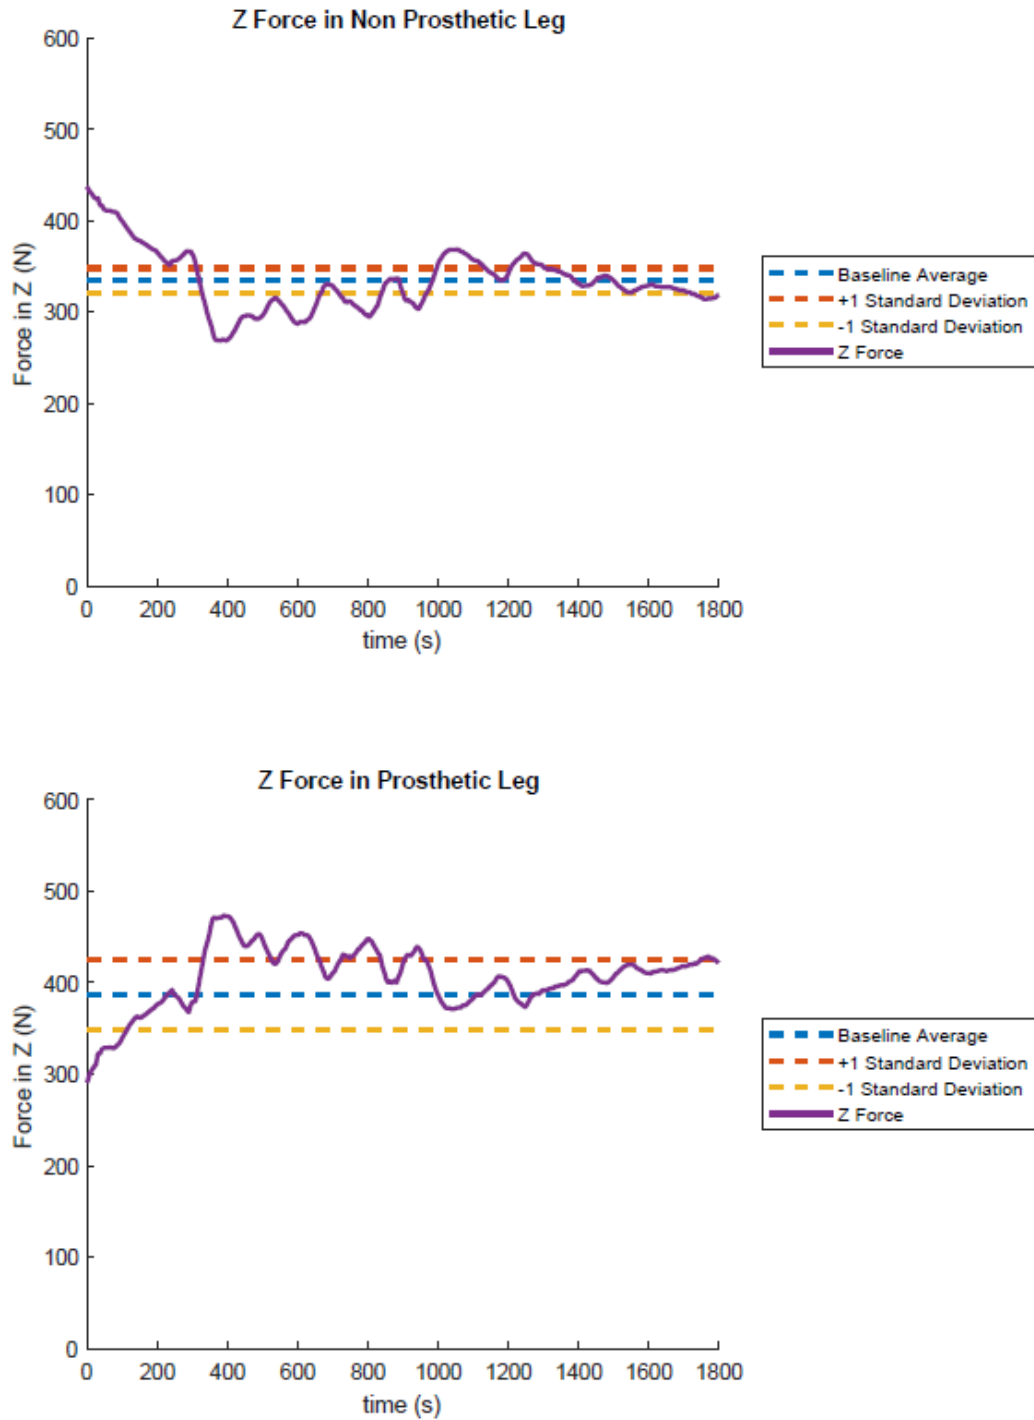 Z Force in Non Prosthetic Leg
600
500
400
300
200
100
0
Force in Z (N)
0 200 400 600 800 1000 1200 1400 1600 1800
time (s)
Baseline Average
+1 Standard Deviation
-1 Standard Deviation
Z Force
Z Force in Prosthetic Leg
600
500
400
300
200
100
0
Force in Z (N)
0 200 400 600 800 1000 1200 1400 1600 1800
time (s)
Baseline Average
+1 Standard Deviation
-1 Standard Deviation
Z Force